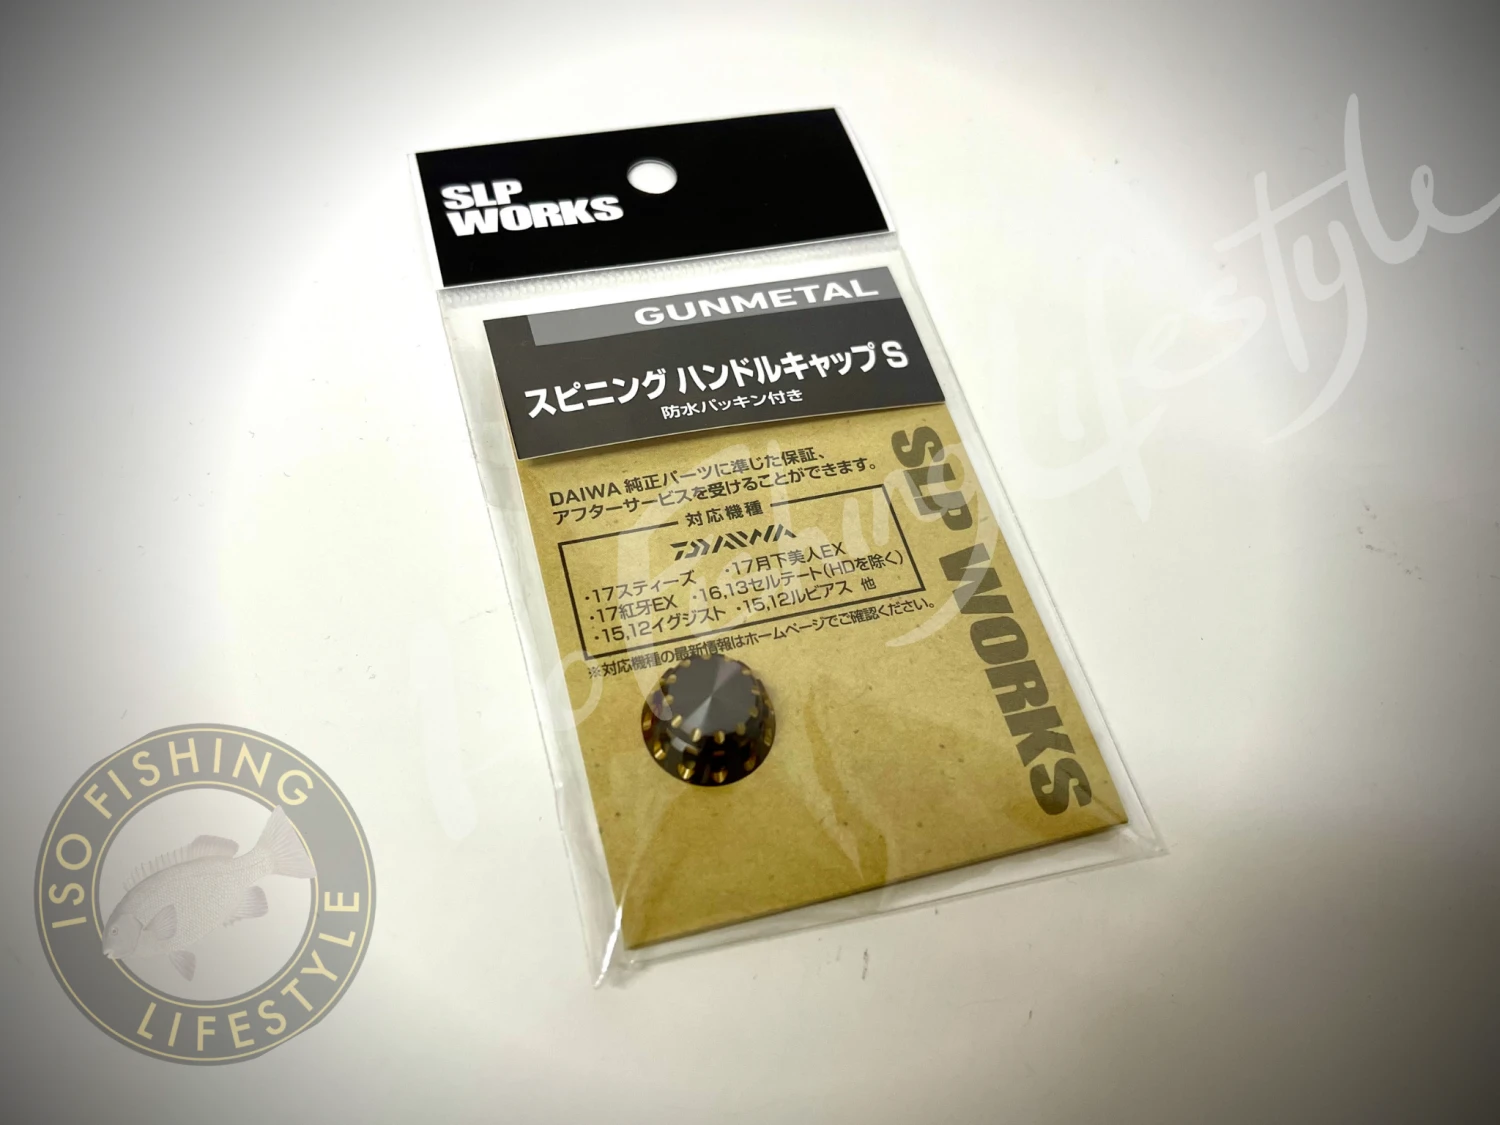 SLP
WORKS
GUNMETAL
スピニング ハンドルキャップ S
防水パッキン付き
DAIWA 純正パーツに準じた保証、
アフターサービスを受けることができます。
対応機種
DAIWA
・17スティーズ ・17月下美人EX
・17紅牙EX ・16,13セルテート(HDを除く)
・15,12イグジスト ・15,12ルビアス 他
※対応機種の最新情報はホームページでご確認ください。
SLP WORKS
ISO FISHING
LIFESTYLE
Iso Fishing Lifestyle